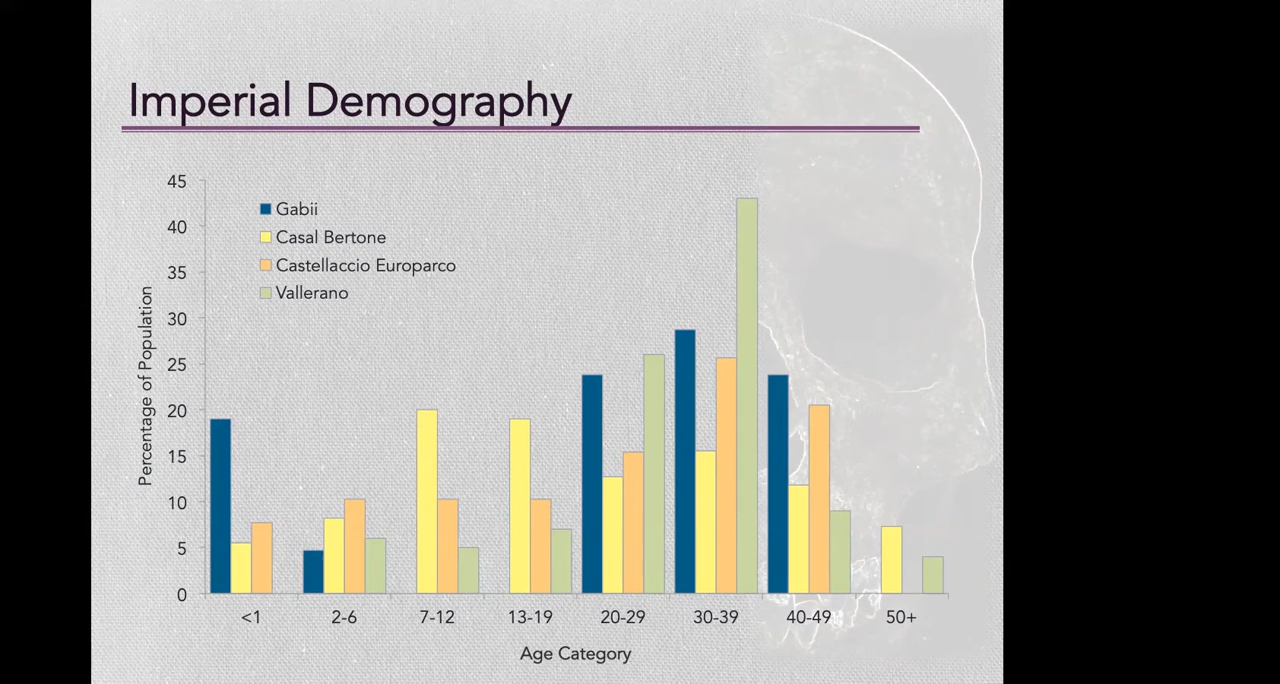 Imperial Demography
45
40
35
30
25
20
15
10
5
0
Percentage of Population
Gabii
Casal Bertone
Castellaccio Europarco
Vallerano
<1 2-6 7-12 13-19 20-29 30-39 40-49 50+
Age Category